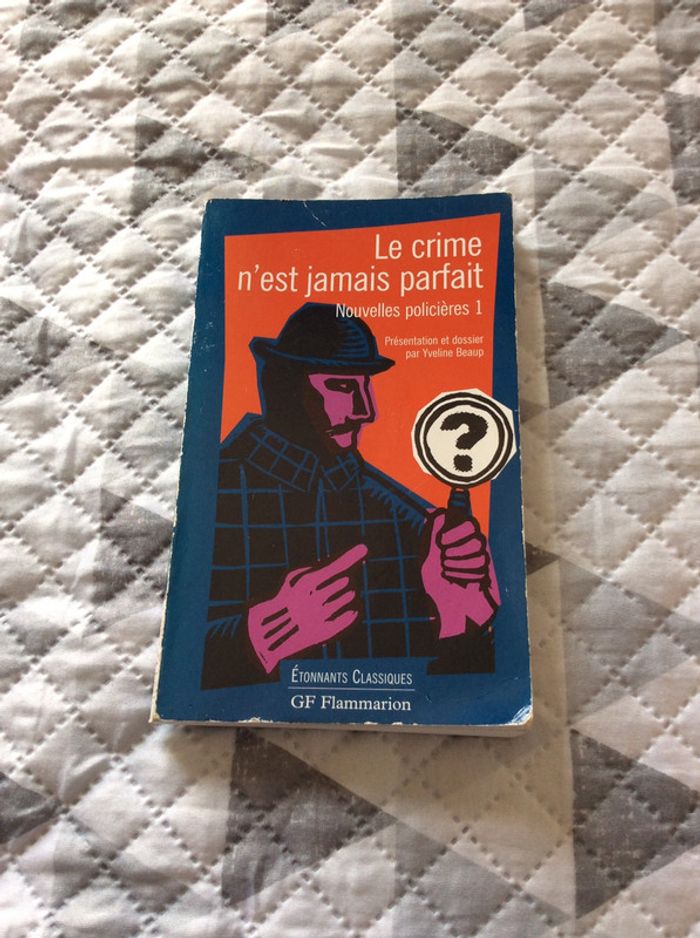 Le crime
n'est jamais parfait
Nouvelles policières 1
Présentation et dossier
par Yveline Beaup
?
ÉTONNANTS CLASSIQUES
GF Flammarion